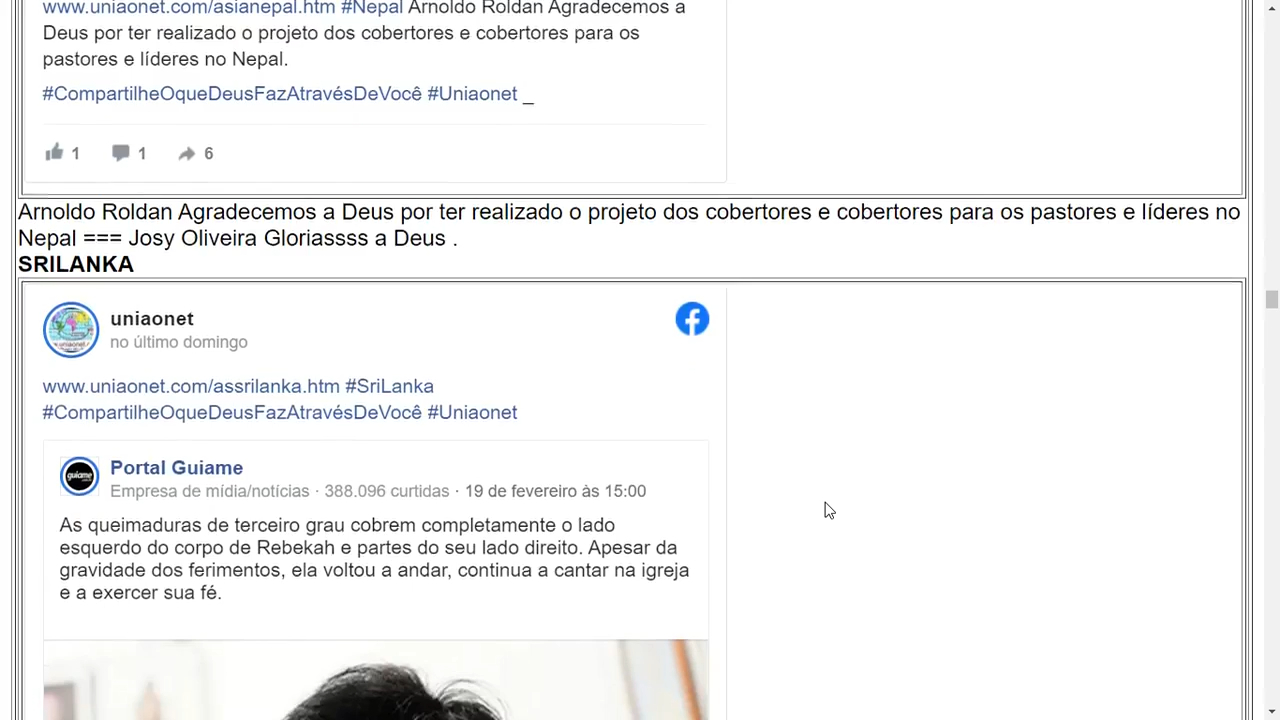 www.uniaonet.com/asianepal.htm #Nepal Arnoldo Roldan Agradecemos a
Deus por ter realizado o projeto dos cobertores e cobertores para os
pastores e líderes no Nepal.
#CompartilheOqueDeusFazAtravésDeVocê #Uniaonet _
1 1 6
Arnoldo Roldan Agradecemos a Deus por ter realizado o projeto dos cobertores e cobertores para os pastores e líderes no
Nepal === Josy Oliveira Gloriassss a Deus .
SRILANKA
uniaonet
no último domingo
www.uniaonet.com/assrilanka.htm #SriLanka
#CompartilheOqueDeusFazAtravésDeVocê #Uniaonet
guiame
Portal Guiame
Empresa de mídia/notícias · 388.096 curtidas · 19 de fevereiro às 15:00
As queimaduras de terceiro grau cobrem completamente o lado
esquerdo do corpo de Rebekah e partes do seu lado direito. Apesar da
gravidade dos ferimentos, ela voltou a andar, continua a cantar na igreja
e a exercer sua fé.